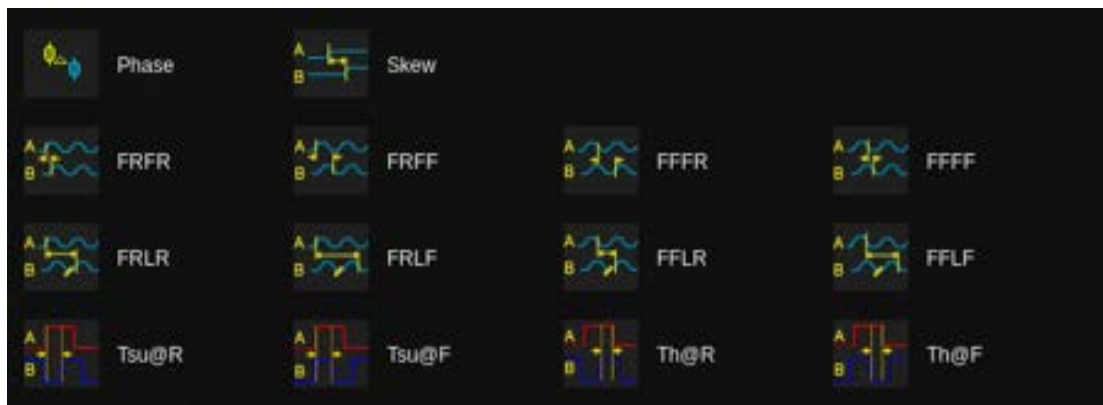 A B Phase Skew
A B FRFR A B FRFF A B FFFR A B FFFF
A B FRLR A B FRLF A B FFLR A B FFLF
A B Tsu@R A B Tsu@F A B Th@R A B Th@F